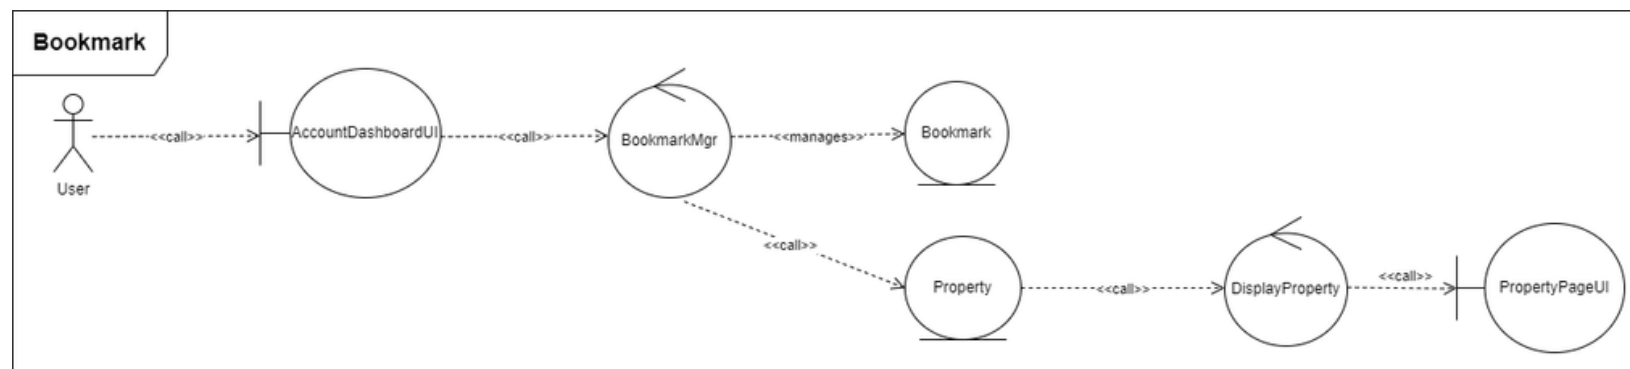 Bookmark
User
<<call>>
AccountDashboardUI
<<call>>
BookmarkMgr
<<manages>>
Bookmark
<<call>>
Property
<<call>>
DisplayProperty
<<call>>
PropertyPageUI